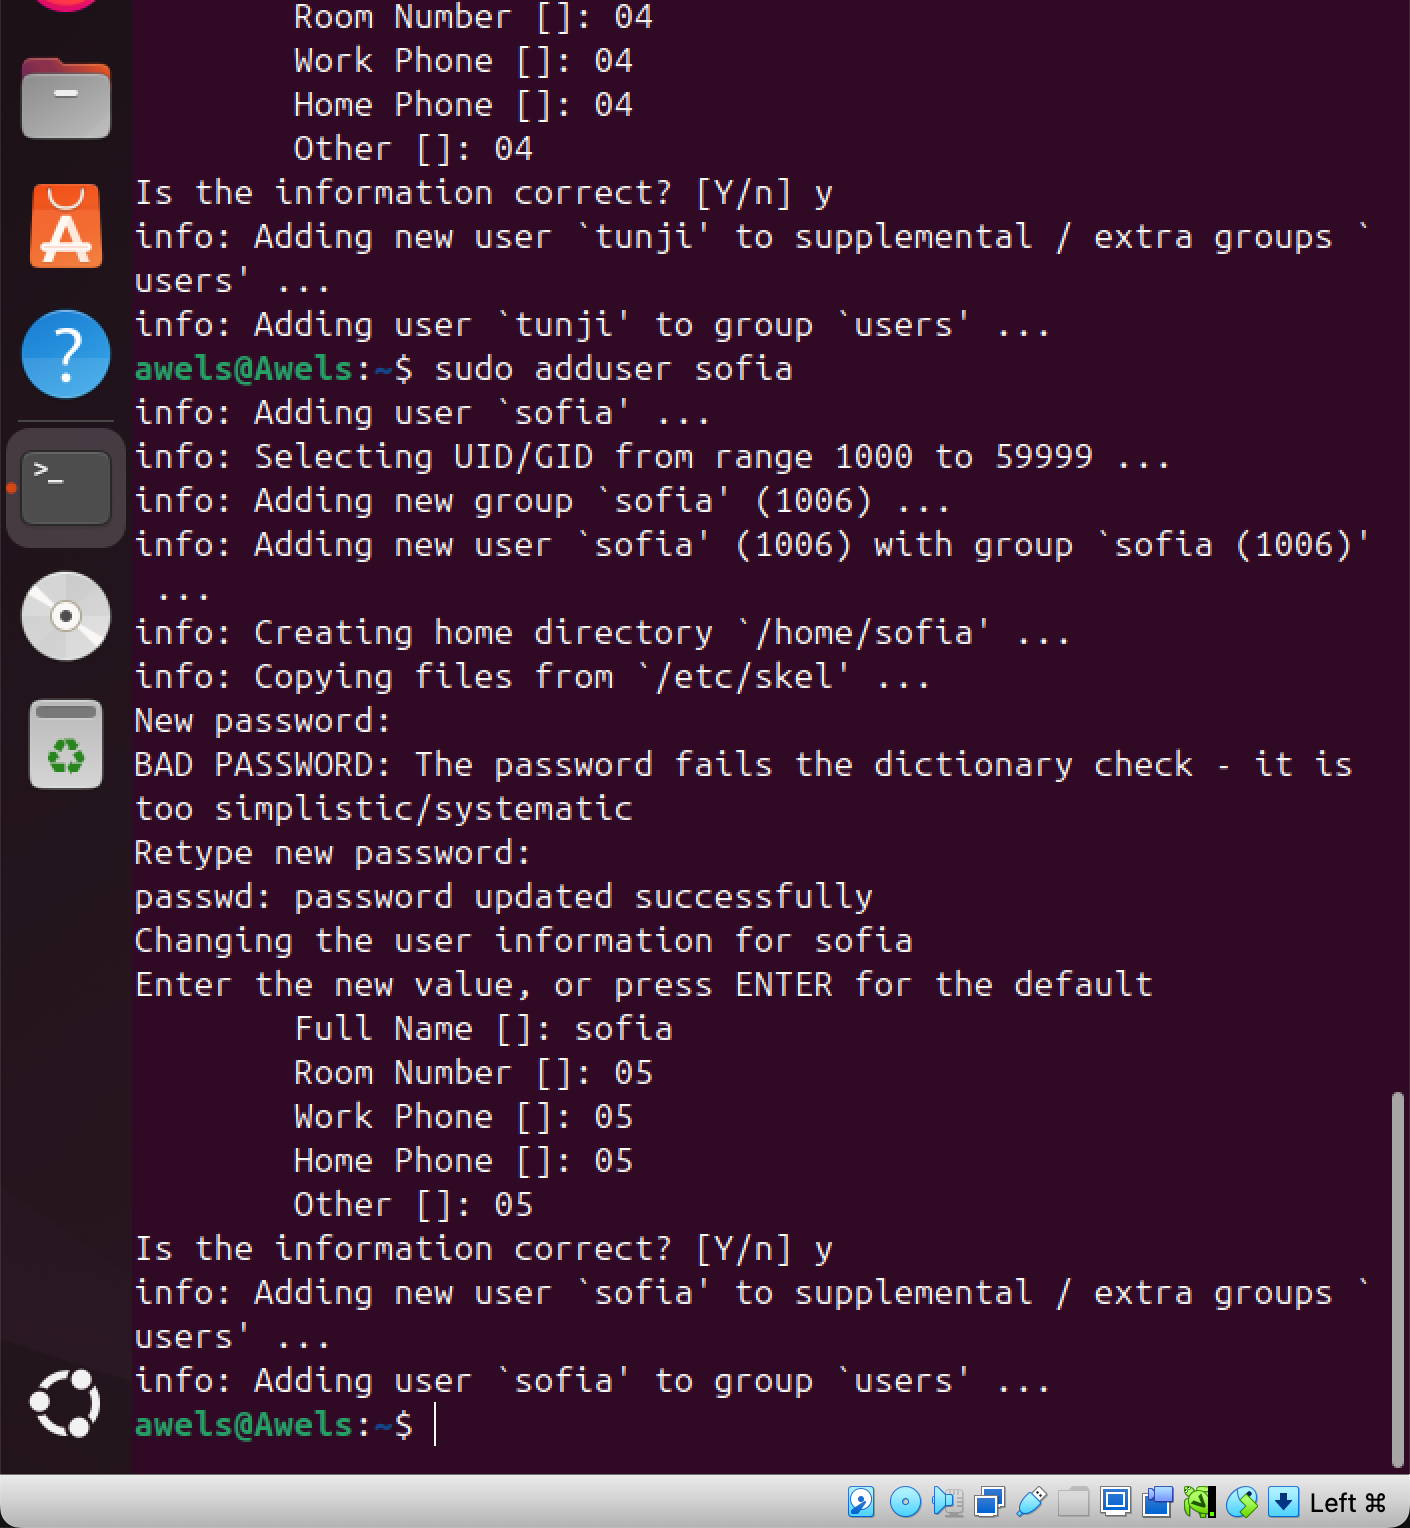 Room Number []: 04
Work Phone []: 04
Home Phone []: 04
Other []: 04
Is the information correct? [Y/n] y
info: Adding new user `tunji' to supplemental / extra groups `
users' ...
info: Adding user `tunji' to group `users' ...
awels@Awels:~$ sudo adduser sofia
info: Adding user `sofia' ...
info: Selecting UID/GID from range 1000 to 59999 ...
info: Adding new group `sofia' (1006) ...
info: Adding new user `sofia' (1006) with group `sofia (1006)'
...
info: Creating home directory `/home/sofia' ...
info: Copying files from `/etc/skel' ...
New password:
BAD PASSWORD: The password fails the dictionary check - it is
too simplistic/systematic
Retype new password:
passwd: password updated successfully
Changing the user information for sofia
Enter the new value, or press ENTER for the default
Full Name []: sofia
Room Number []: 05
Work Phone []: 05
Home Phone []: 05
Other []: 05
Is the information correct? [Y/n] y
info: Adding new user `sofia' to supplemental / extra groups `
users' ...
info: Adding user `sofia' to group `users' ...
awels@Awels:~$
Left ⌘